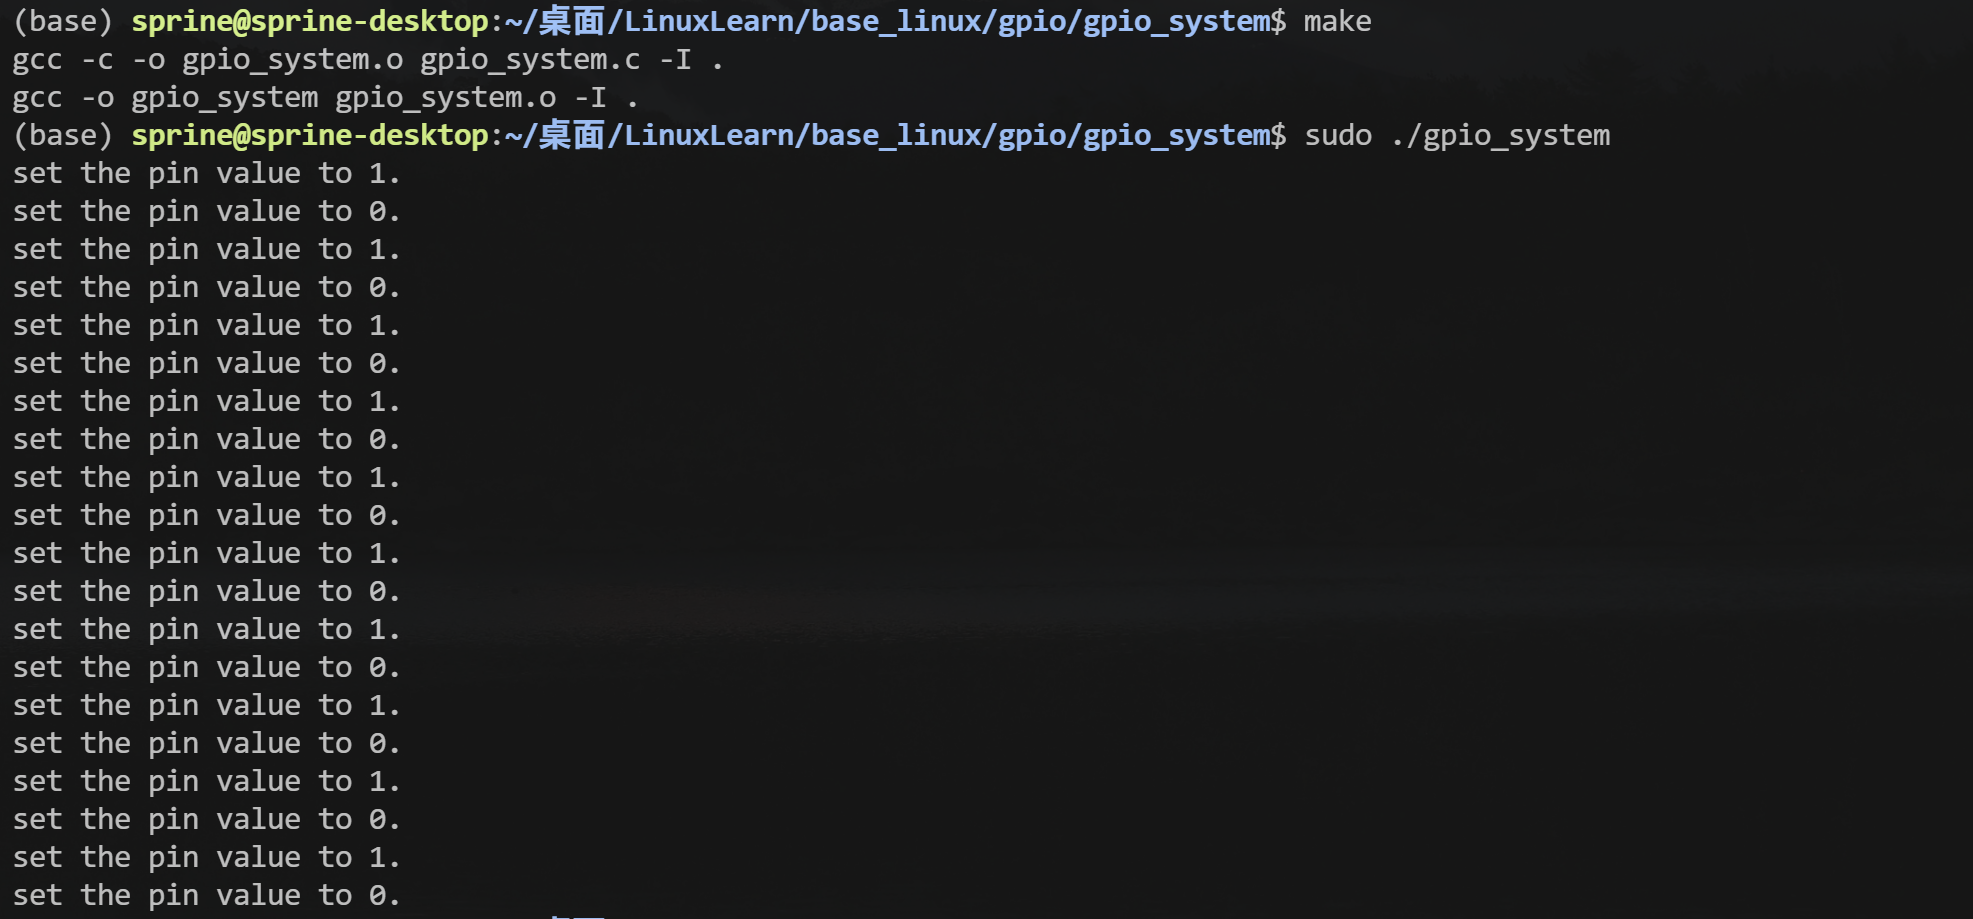 (base) sprine@sprine-desktop:~/桌面/LinuxLearn/base_linux/gpio/gpio_system$ make
gcc -c -o gpio_system.o gpio_system.c -I .
gcc -o gpio_system gpio_system.o -I .
(base) sprine@sprine-desktop:~/桌面/LinuxLearn/base_linux/gpio/gpio_system$ sudo ./gpio_system
set the pin value to 1.
set the pin value to 0.
set the pin value to 1.
set the pin value to 0.
set the pin value to 1.
set the pin value to 0.
set the pin value to 1.
set the pin value to 0.
set the pin value to 1.
set the pin value to 0.
set the pin value to 1.
set the pin value to 0.
set the pin value to 1.
set the pin value to 0.
set the pin value to 1.
set the pin value to 0.
set the pin value to 1.
set the pin value to 0.
set the pin value to 1.
set the pin value to 0.